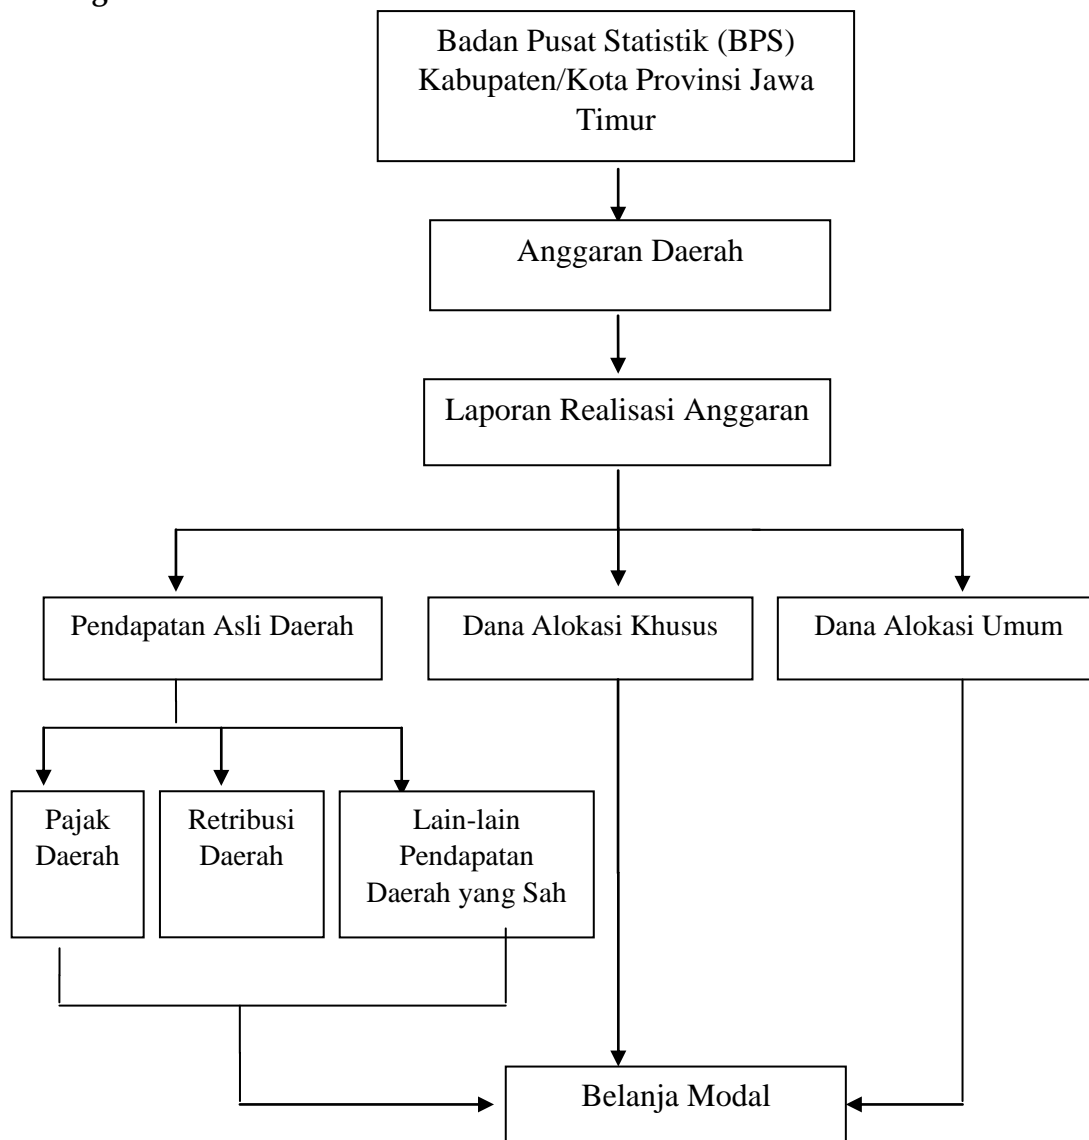 Badan Pusat Statistik (BPS)
Kabupaten/Kota Provinsi Jawa
Timur
Anggaran Daerah
Laporan Realisasi Anggaran
Pendapatan Asli Daerah
Dana Alokasi Khusus
Dana Alokasi Umum
Pajak
Daerah
Retribusi
Daerah
Lain-lain
Pendapatan
Daerah yang Sah
Belanja Modal